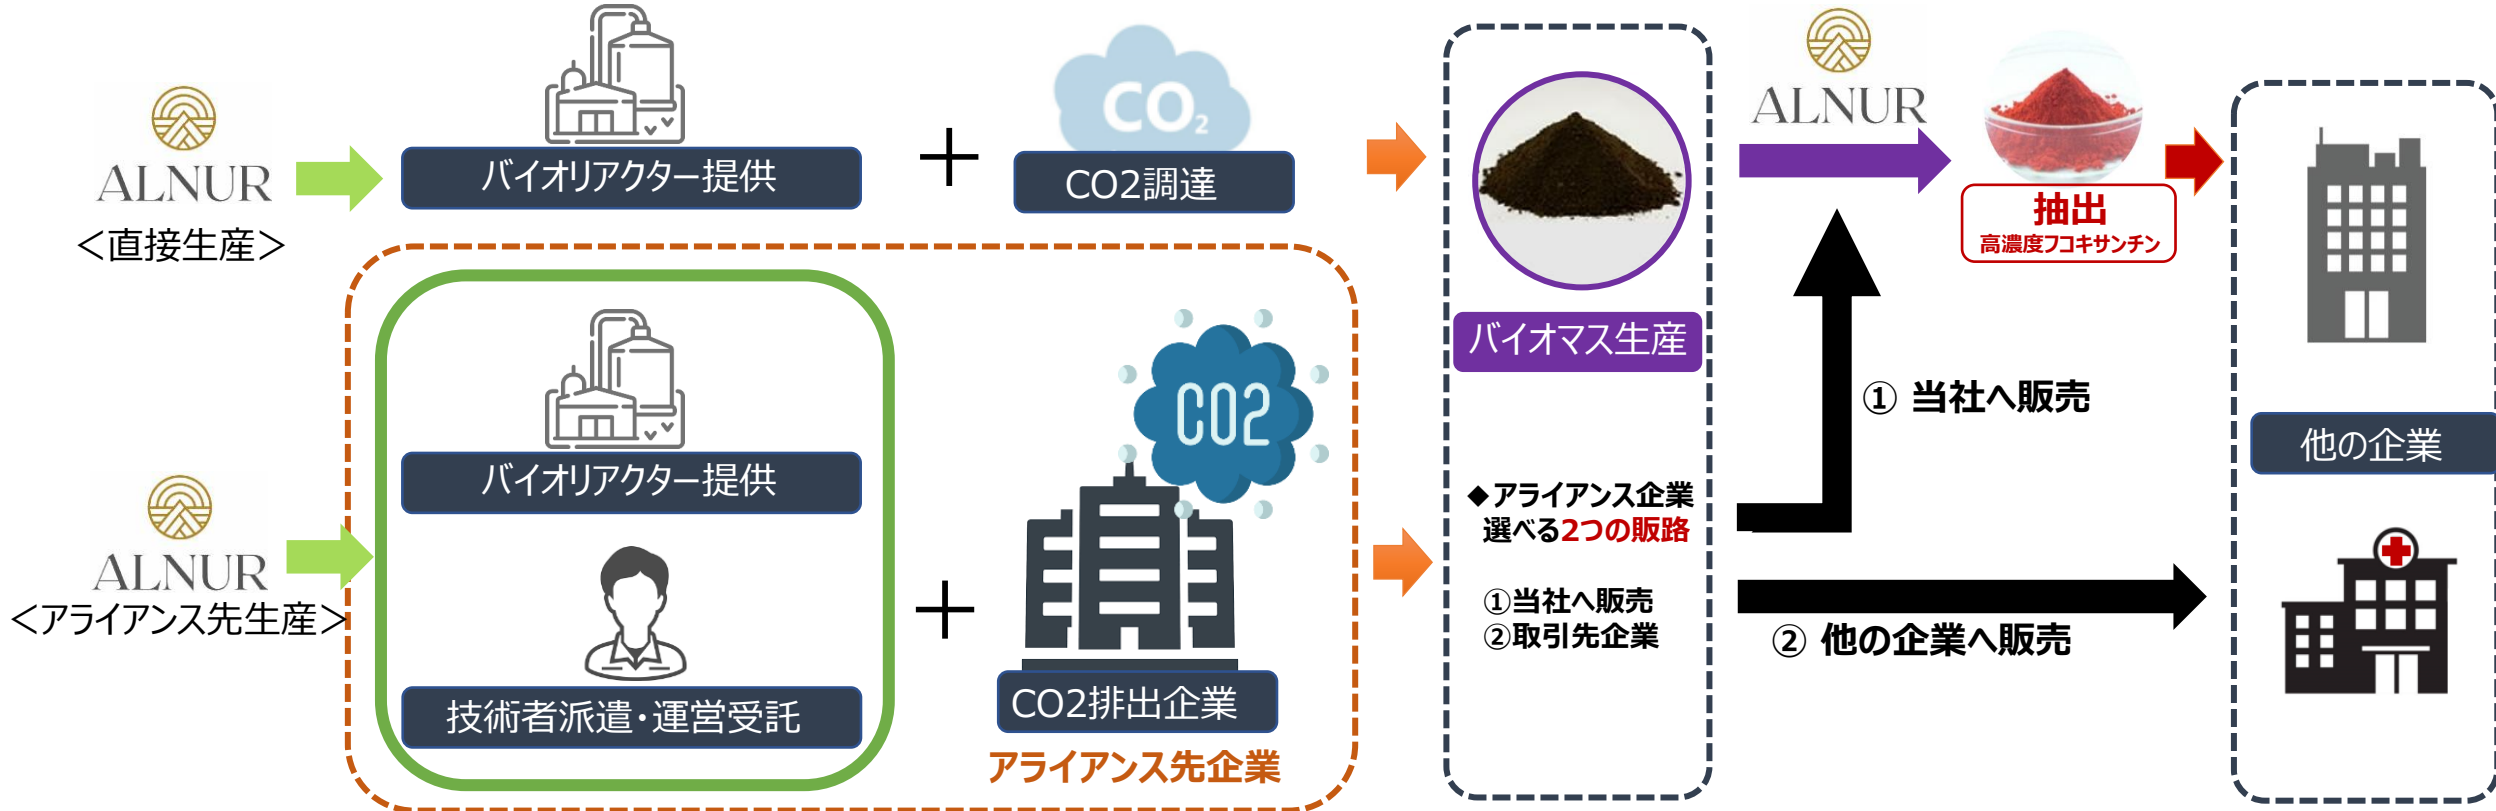 ALNUR
＜直接生産＞
バイオリアクター提供
CO2
CO2調達
ALNUR
抽出
高濃度フコキサンチン
バイオマス生産
① 当社へ販売
ALNUR
＜アライアンス先生産＞
バイオリアクター提供
技術者派遣・運営受託
CO2
CO2排出企業
アライアンス先企業
◆アライアンス企業
選べる2つの販路
①当社へ販売
②取引先企業
② 他の企業へ販売
他の企業